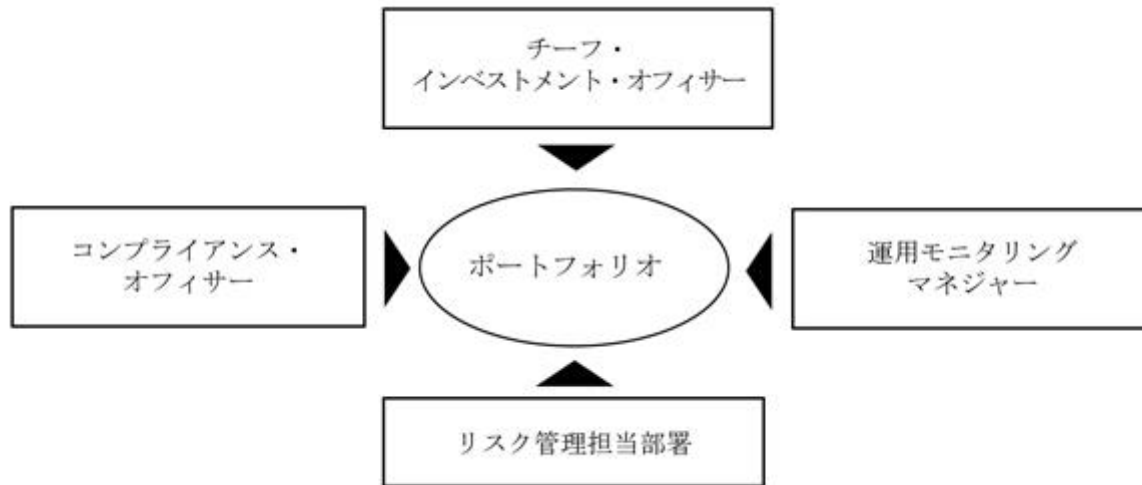 チーフ・
インベストメント・オフィサー
コンプライアンス・
オフィサー
ポートフォリオ
運用モニタリング
マネジャー
リスク管理担当部署